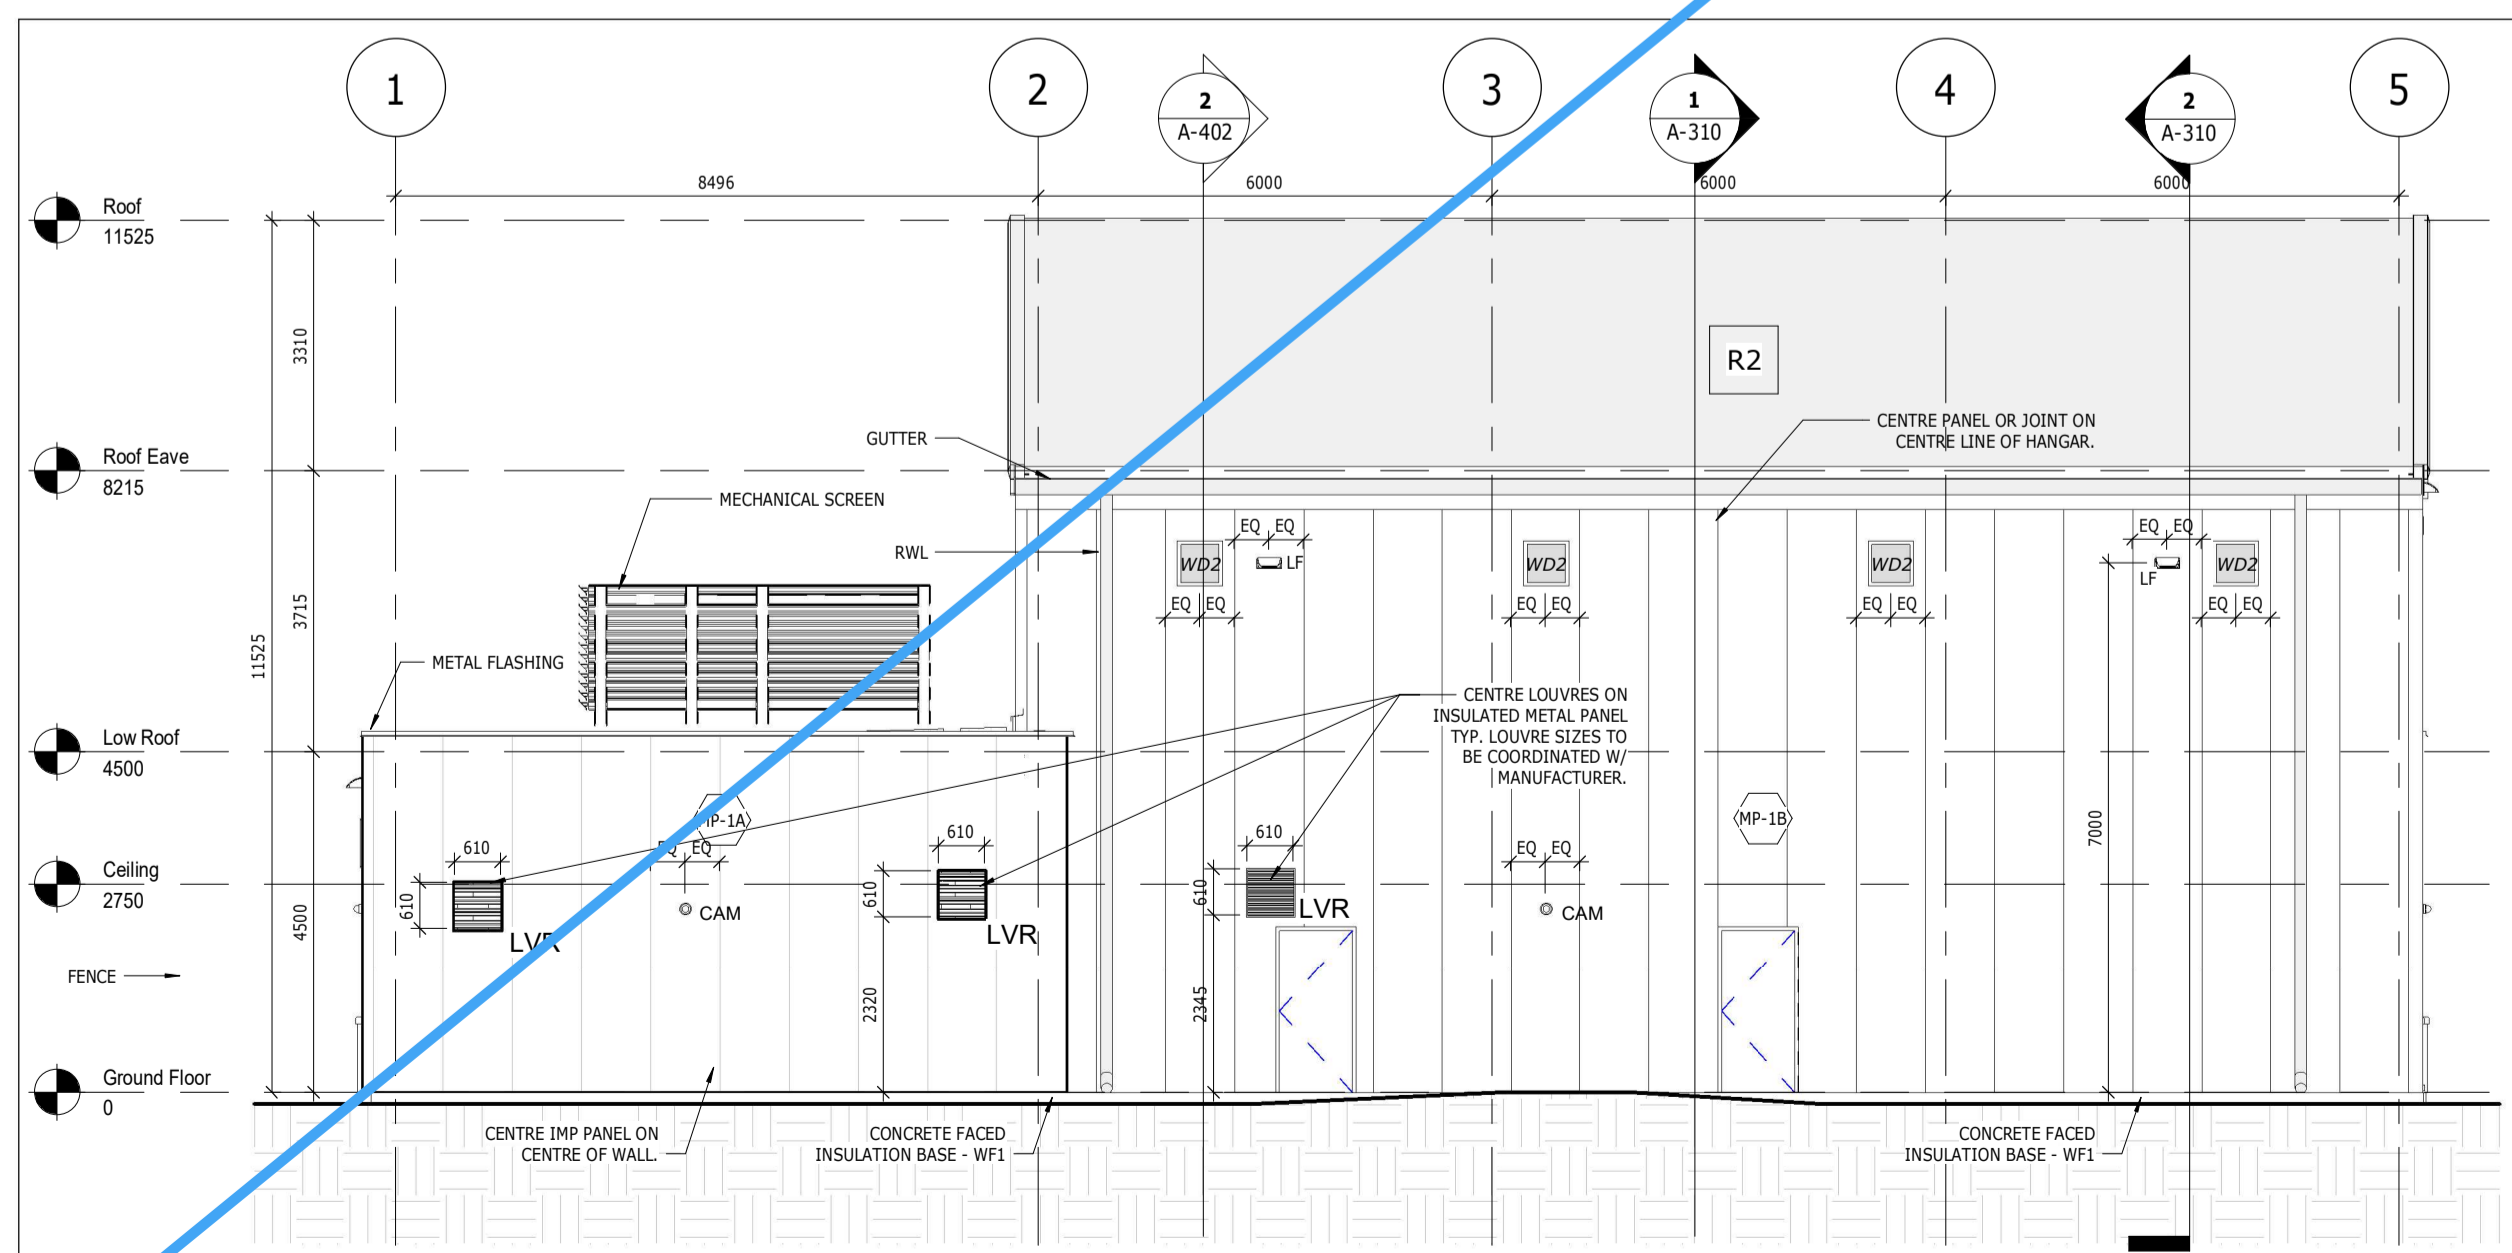 1
2
3
4
5
2
A-402
1
A-310
2
A-310
8496
6000
6000
6000
Roof
11525
Roof Eave
8215
Low Roof
4500
Ceiling
2750
Ground Floor
0
3310
3715
11525
4500
R2
CENTRE PANEL OR JOINT ON
CENTRE LINE OF HANGAR.
GUTTER
MECHANICAL SCREEN
RWL
METAL FLASHING
EQ EQ
LF
WD2
EQ EQ
WD2
EQ EQ
WD2
EQ EQ
EQ EQ
LF
WD2
EQ EQ
CENTRE LOUVRES ON
INSULATED METAL PANEL
TYP. LOUVRE SIZES TO
BE COORDINATED W/
MANUFACTURER.
MP-1A
MP-1B
7000
610
610
LVR
EQ EQ
CAM
610
610
LVR
2320
610
610
LVR
2345
EQ EQ
CAM
FENCE
CENTRE IMP PANEL ON
CENTRE OF WALL.
CONCRETE FACED
INSULATION BASE - WF1
CONCRETE FACED
INSULATION BASE - WF1